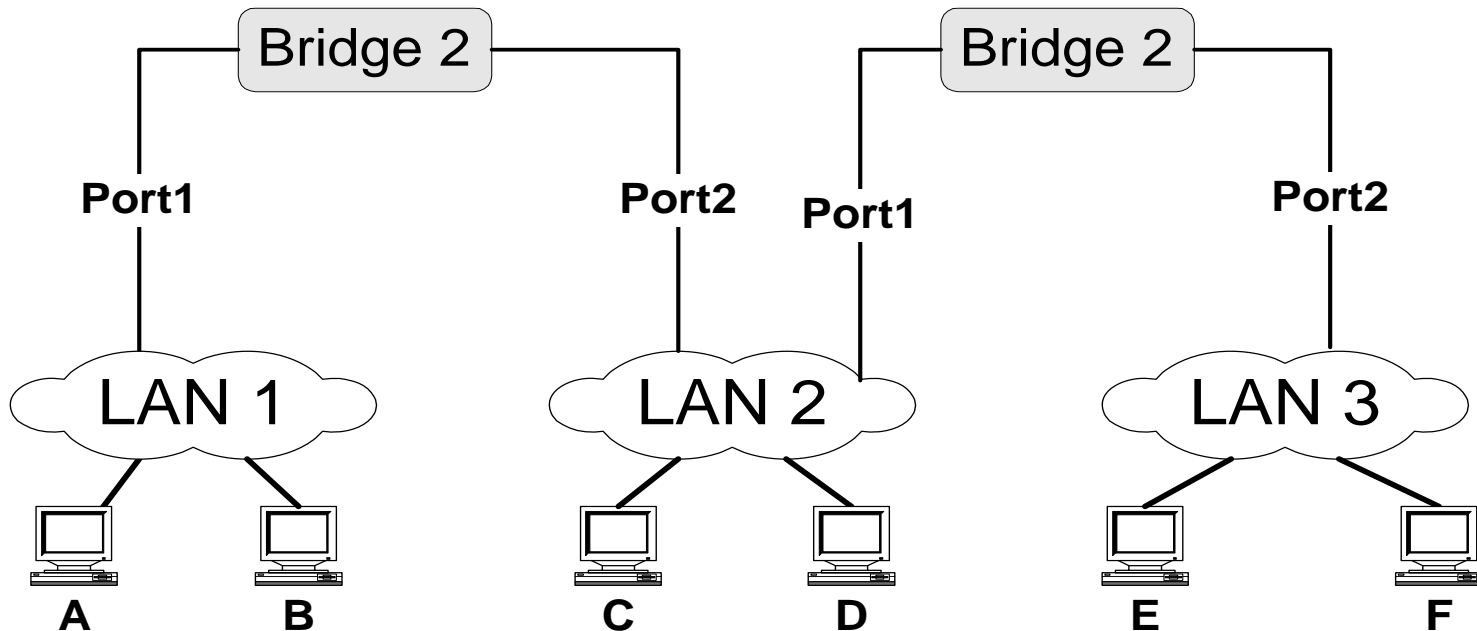 Bridge 2
Bridge 2
Port1
Port2
Port1
Port2
LAN 1
LAN 2
LAN 3
A
B
C
D
E
F